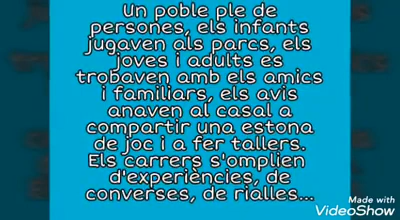 Un poble ple de
persones, els infants
jugaven als parcs, els
joves i adults es
trobaven amb els amics
i familiars, els avis
anaven al casal a
compartir una estona
de joc i a fer tallers.
Els carrers s'omplien
d'experiències, de
converses, de rialles...
Made with
VideoShow